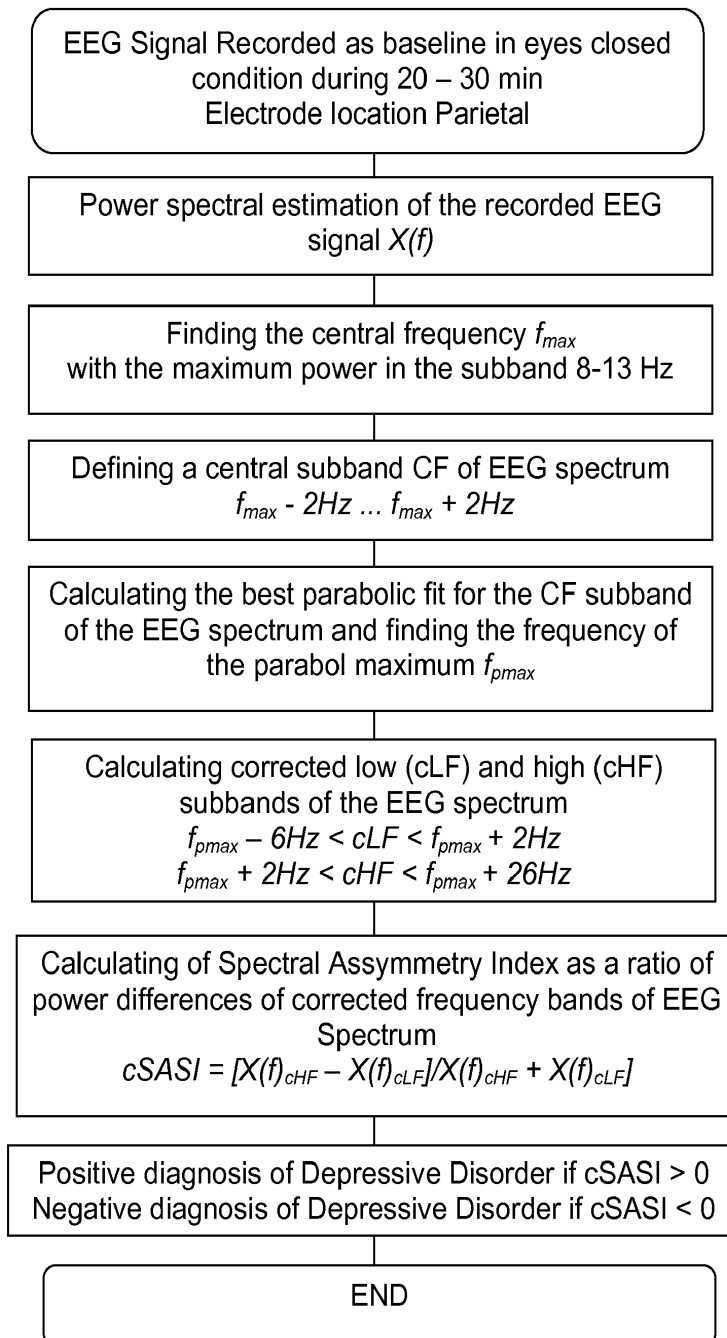 EEG Signal Recorded as baseline in eyes closed
condition during 20 – 30 min
Electrode location Parietal
Power spectral estimation of the recorded EEG
signal X(f)
Finding the central frequency fmax
with the maximum power in the subband 8-13 Hz
Defining a central subband CF of EEG spectrum
fmax - 2Hz ... fmax + 2Hz
Calculating the best parabolic fit for the CF subband
of the EEG spectrum and finding the frequency of
the parabol maximum fpmax
Calculating corrected low (cLF) and high (cHF)
subbands of the EEG spectrum
fpmax – 6Hz < cLF < fpmax + 2Hz
fpmax + 2Hz < cHF < fpmax + 26Hz
Calculating of Spectral Assymmetry Index as a ratio of
power differences of corrected frequency bands of EEG
Spectrum
cSASI = [X(f)cHF – X(f)cLF]/X(f)cHF + X(f)cLF]
Positive diagnosis of Depressive Disorder if cSASI > 0
Negative diagnosis of Depressive Disorder if cSASI < 0
END